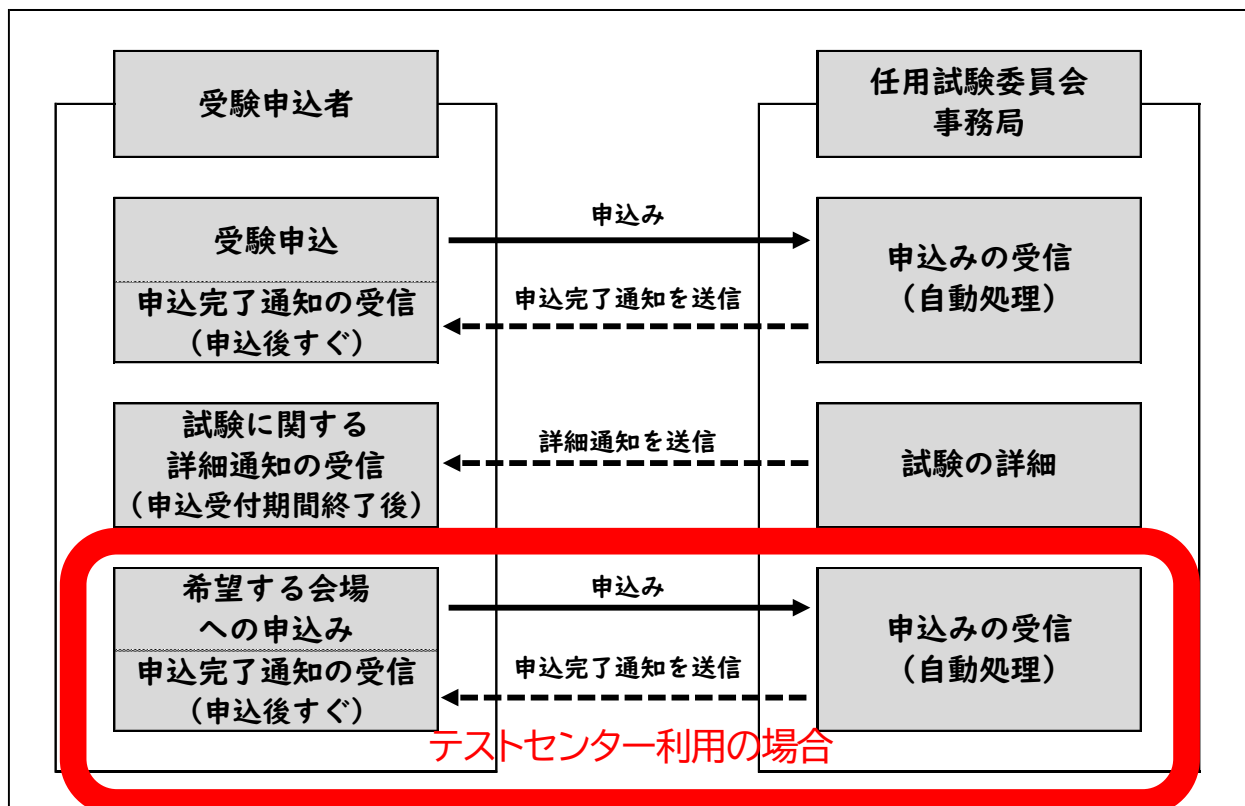 受験申込者
任用試験委員会
事務局
受験申込
申込み
申込みの受信
(自動処理)
申込完了通知の受信
(申込後すぐ)
申込完了通知を送信
試験に関する
詳細通知の受信
(申込受付期間終了後)
詳細通知を送信
試験の詳細
希望する会場
への申込み
申込み
申込みの受信
(自動処理)
申込完了通知の受信
(申込後すぐ)
申込完了通知を送信
テストセンター利用の場合